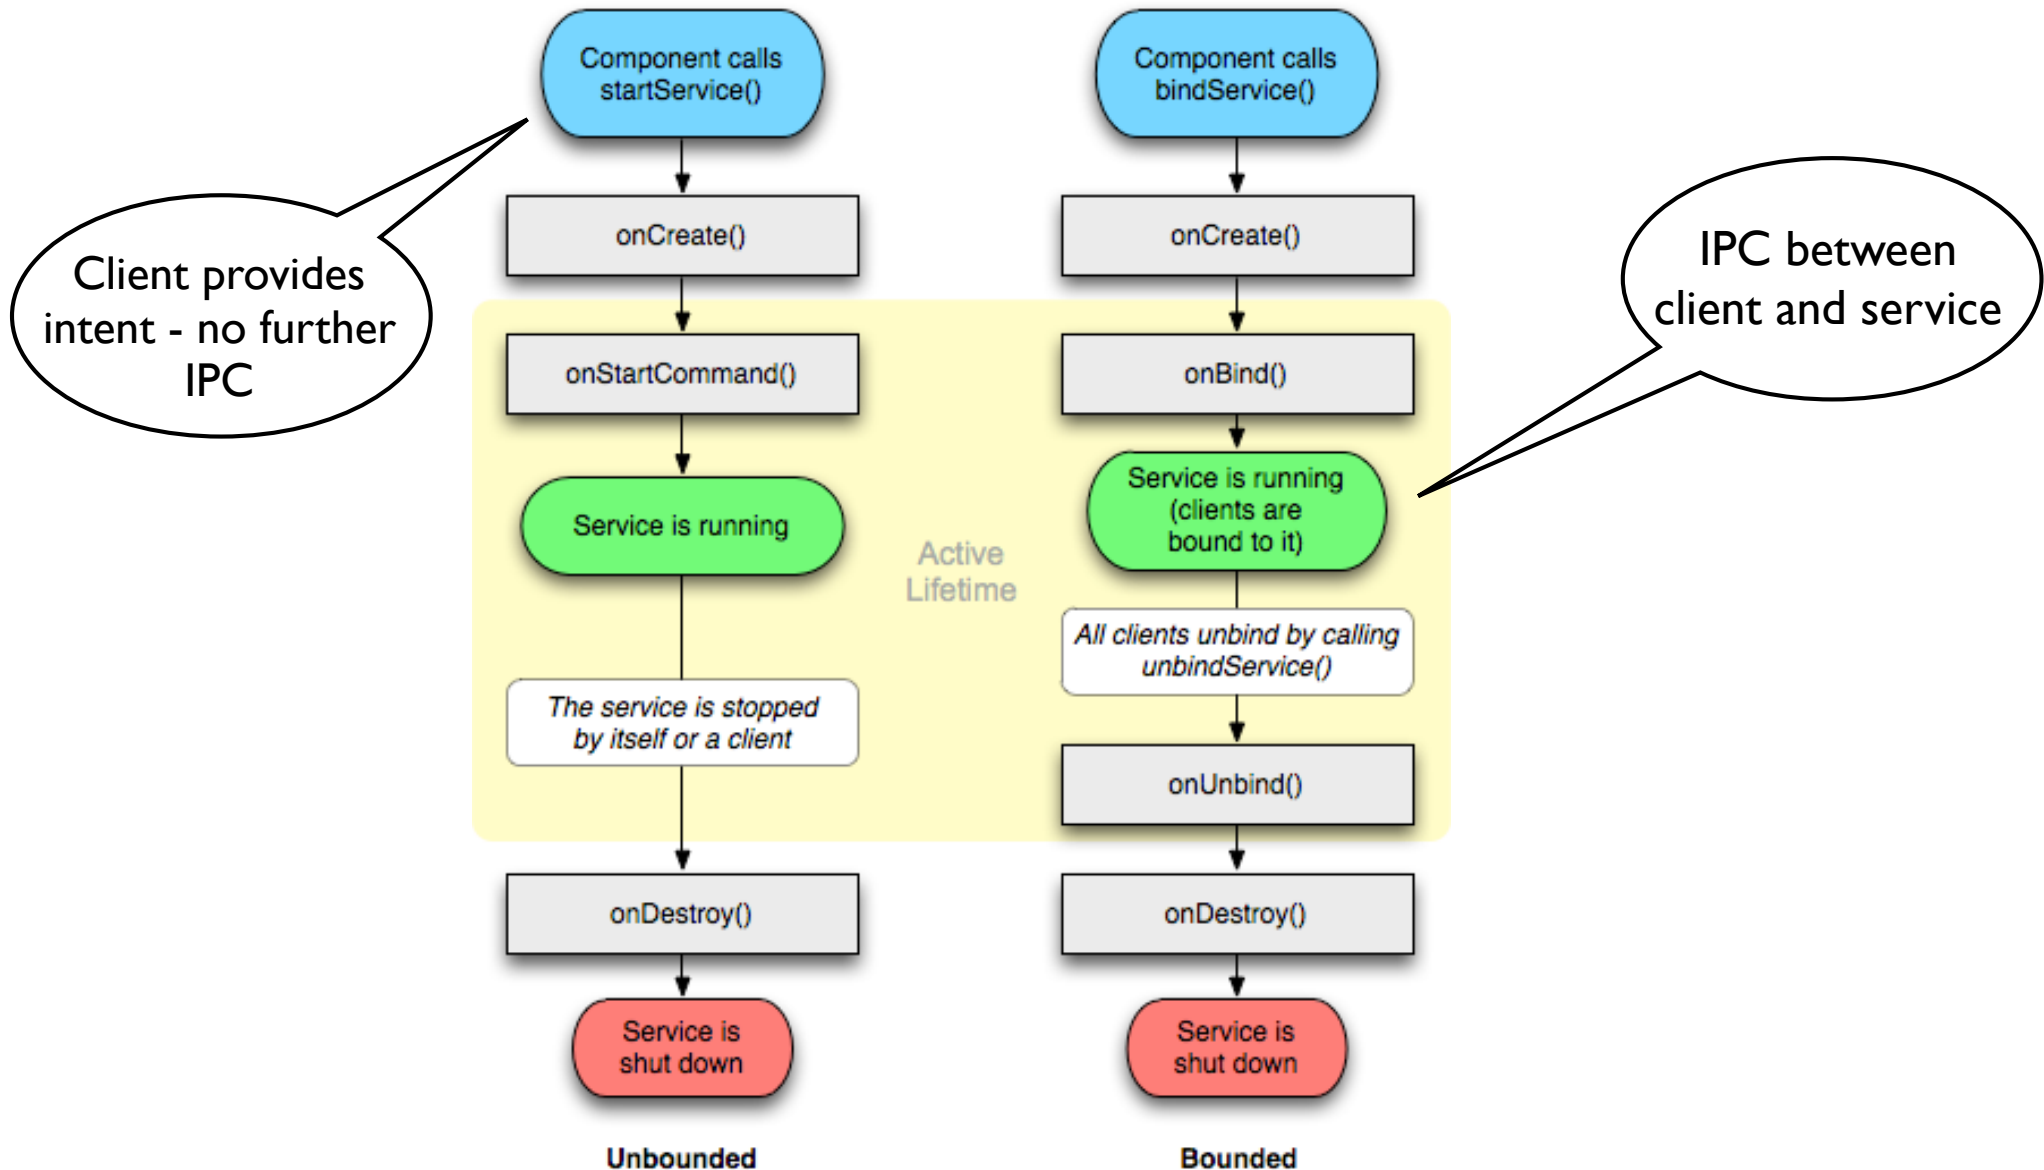 Component calls
startService()
Component calls
bindService()
onCreate()
onCreate()
Client provides
intent - no further
IPC
IPC between
client and service
onStartCommand()
onBind()
Service is running
Service is running
(clients are
bound to it)
Active
Lifetime
All clients unbind by calling
unbindService()
The service is stopped
by itself or a client
onUnbind()
onDestroy()
onDestroy()
Service is
shut down
Service is
shut down
Unbounded
Bounded